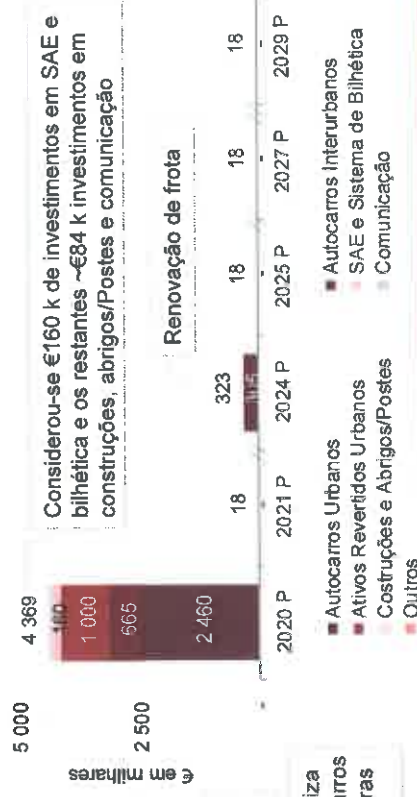 5 000
2 500
€ em milhares
4 369
160
1 000
665
2 460
Considerou-se €160 k de investimentos em SAE e
bilhética e os restantes ~€84 k investimentos em
construções, abrigos/Postes e comunicação
Renovação de frota
18
323
18
18
18
2020 P
2021 P
2024 P
2025 P
2027 P
2029 P
Autocarros Urbanos
Ativos Revertidos Urbanos
Costruções e Abrigos/Postes
Outros
Autocarros Interurbanos
SAE e Sistema de Bilhética
Comunicação
iza
rros
ras